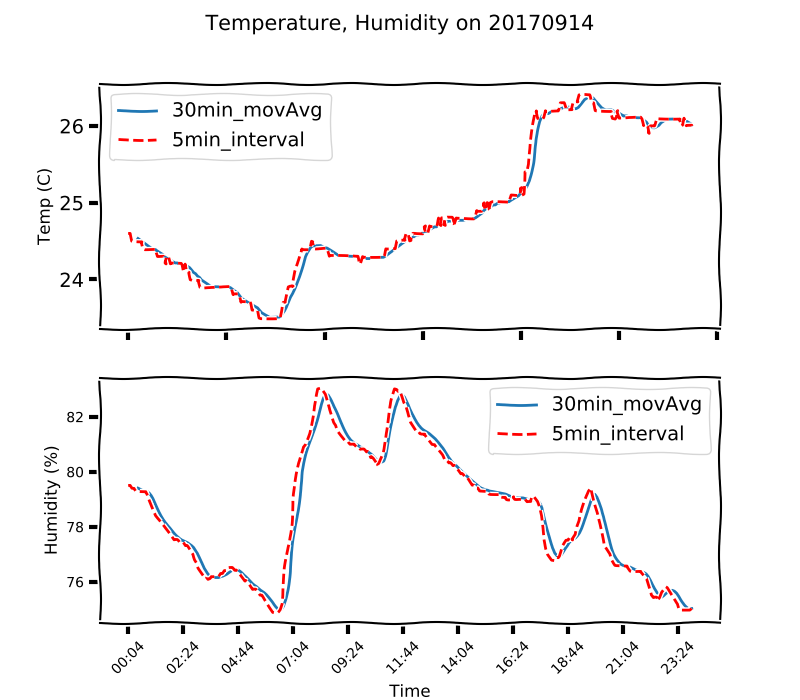 Temperature, Humidity on 20170914
30min_movAvg
5min_interval
Temp (C)
26
25
24
30min_movAvg
5min_interval
Humidity (%)
82
80
78
76
00:04 02:24 04:44 07:04 09:24 11:44 14:04 16:24 18:44 21:04 23:24
Time